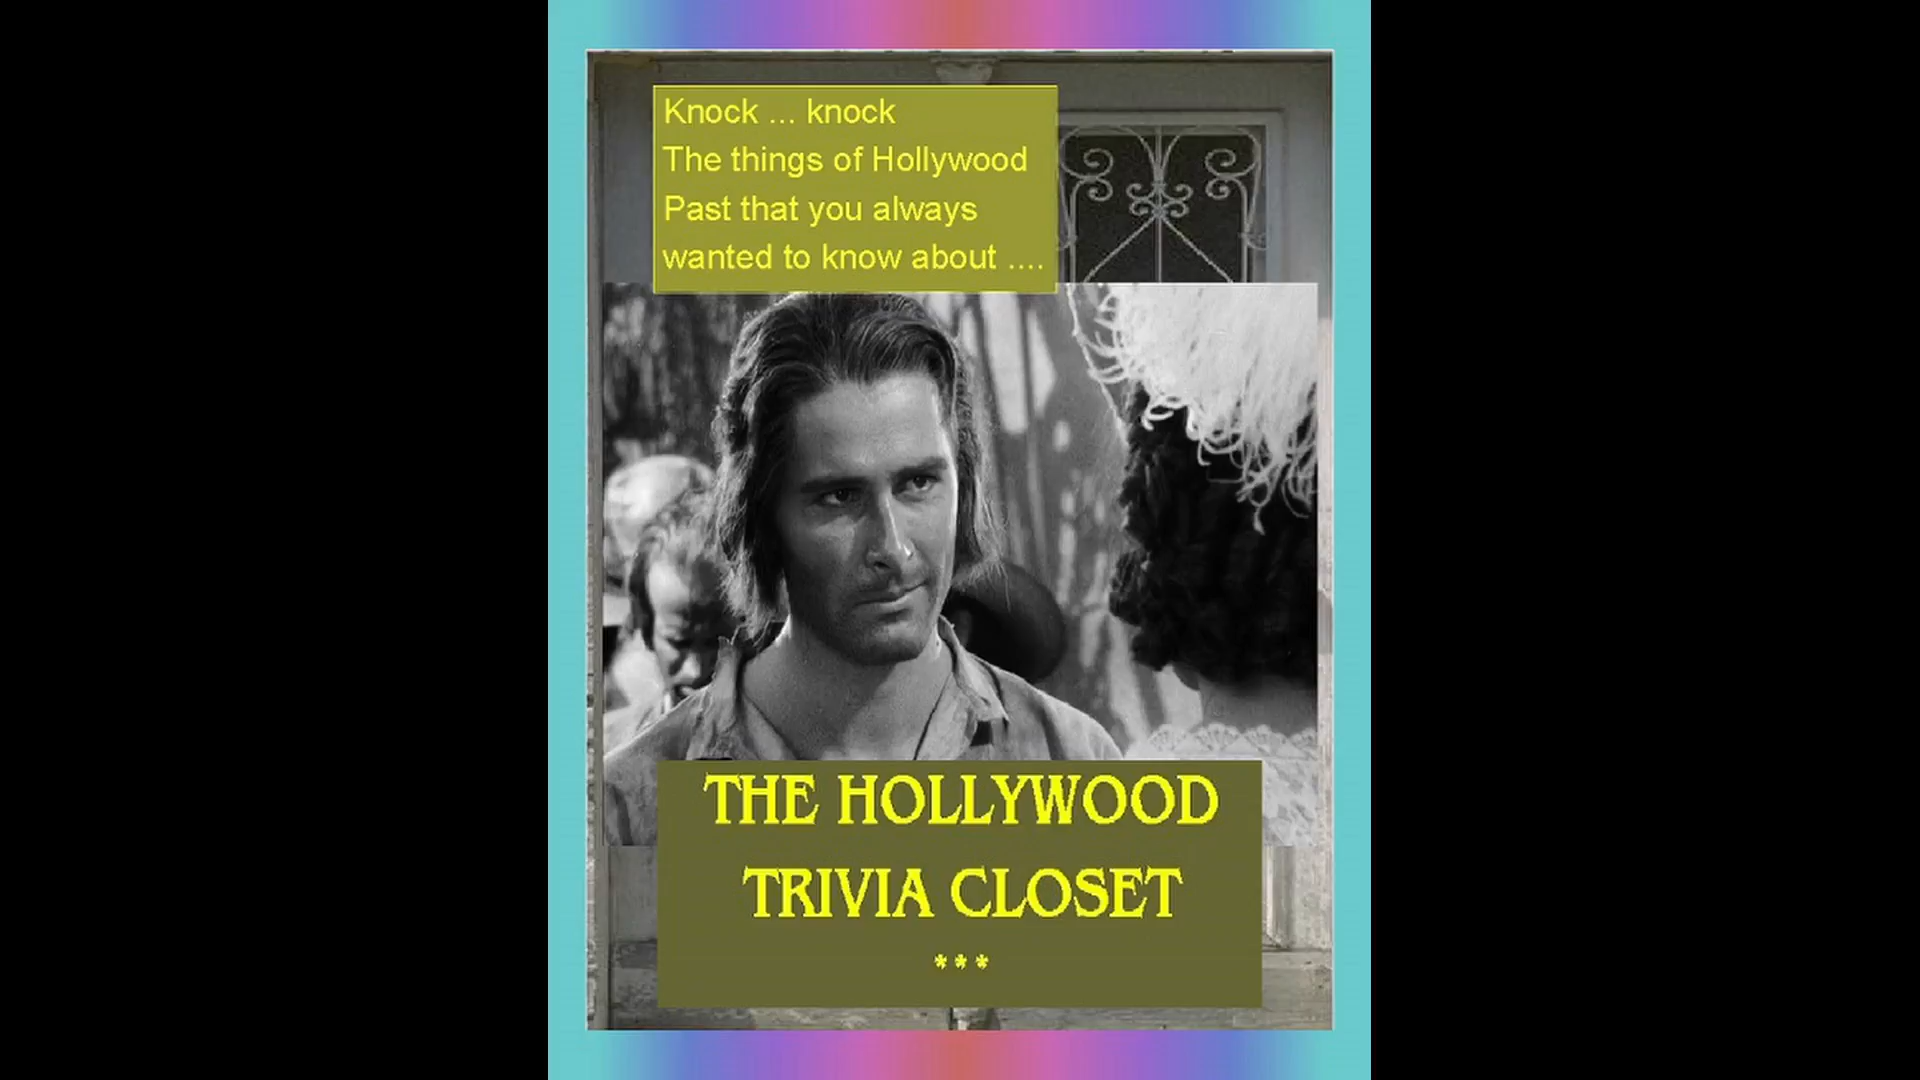 Knock ... knock
The things of Hollywood
Past that you always
wanted to know about ....
THE HOLLYWOOD
TRIVIA CLOSET
***